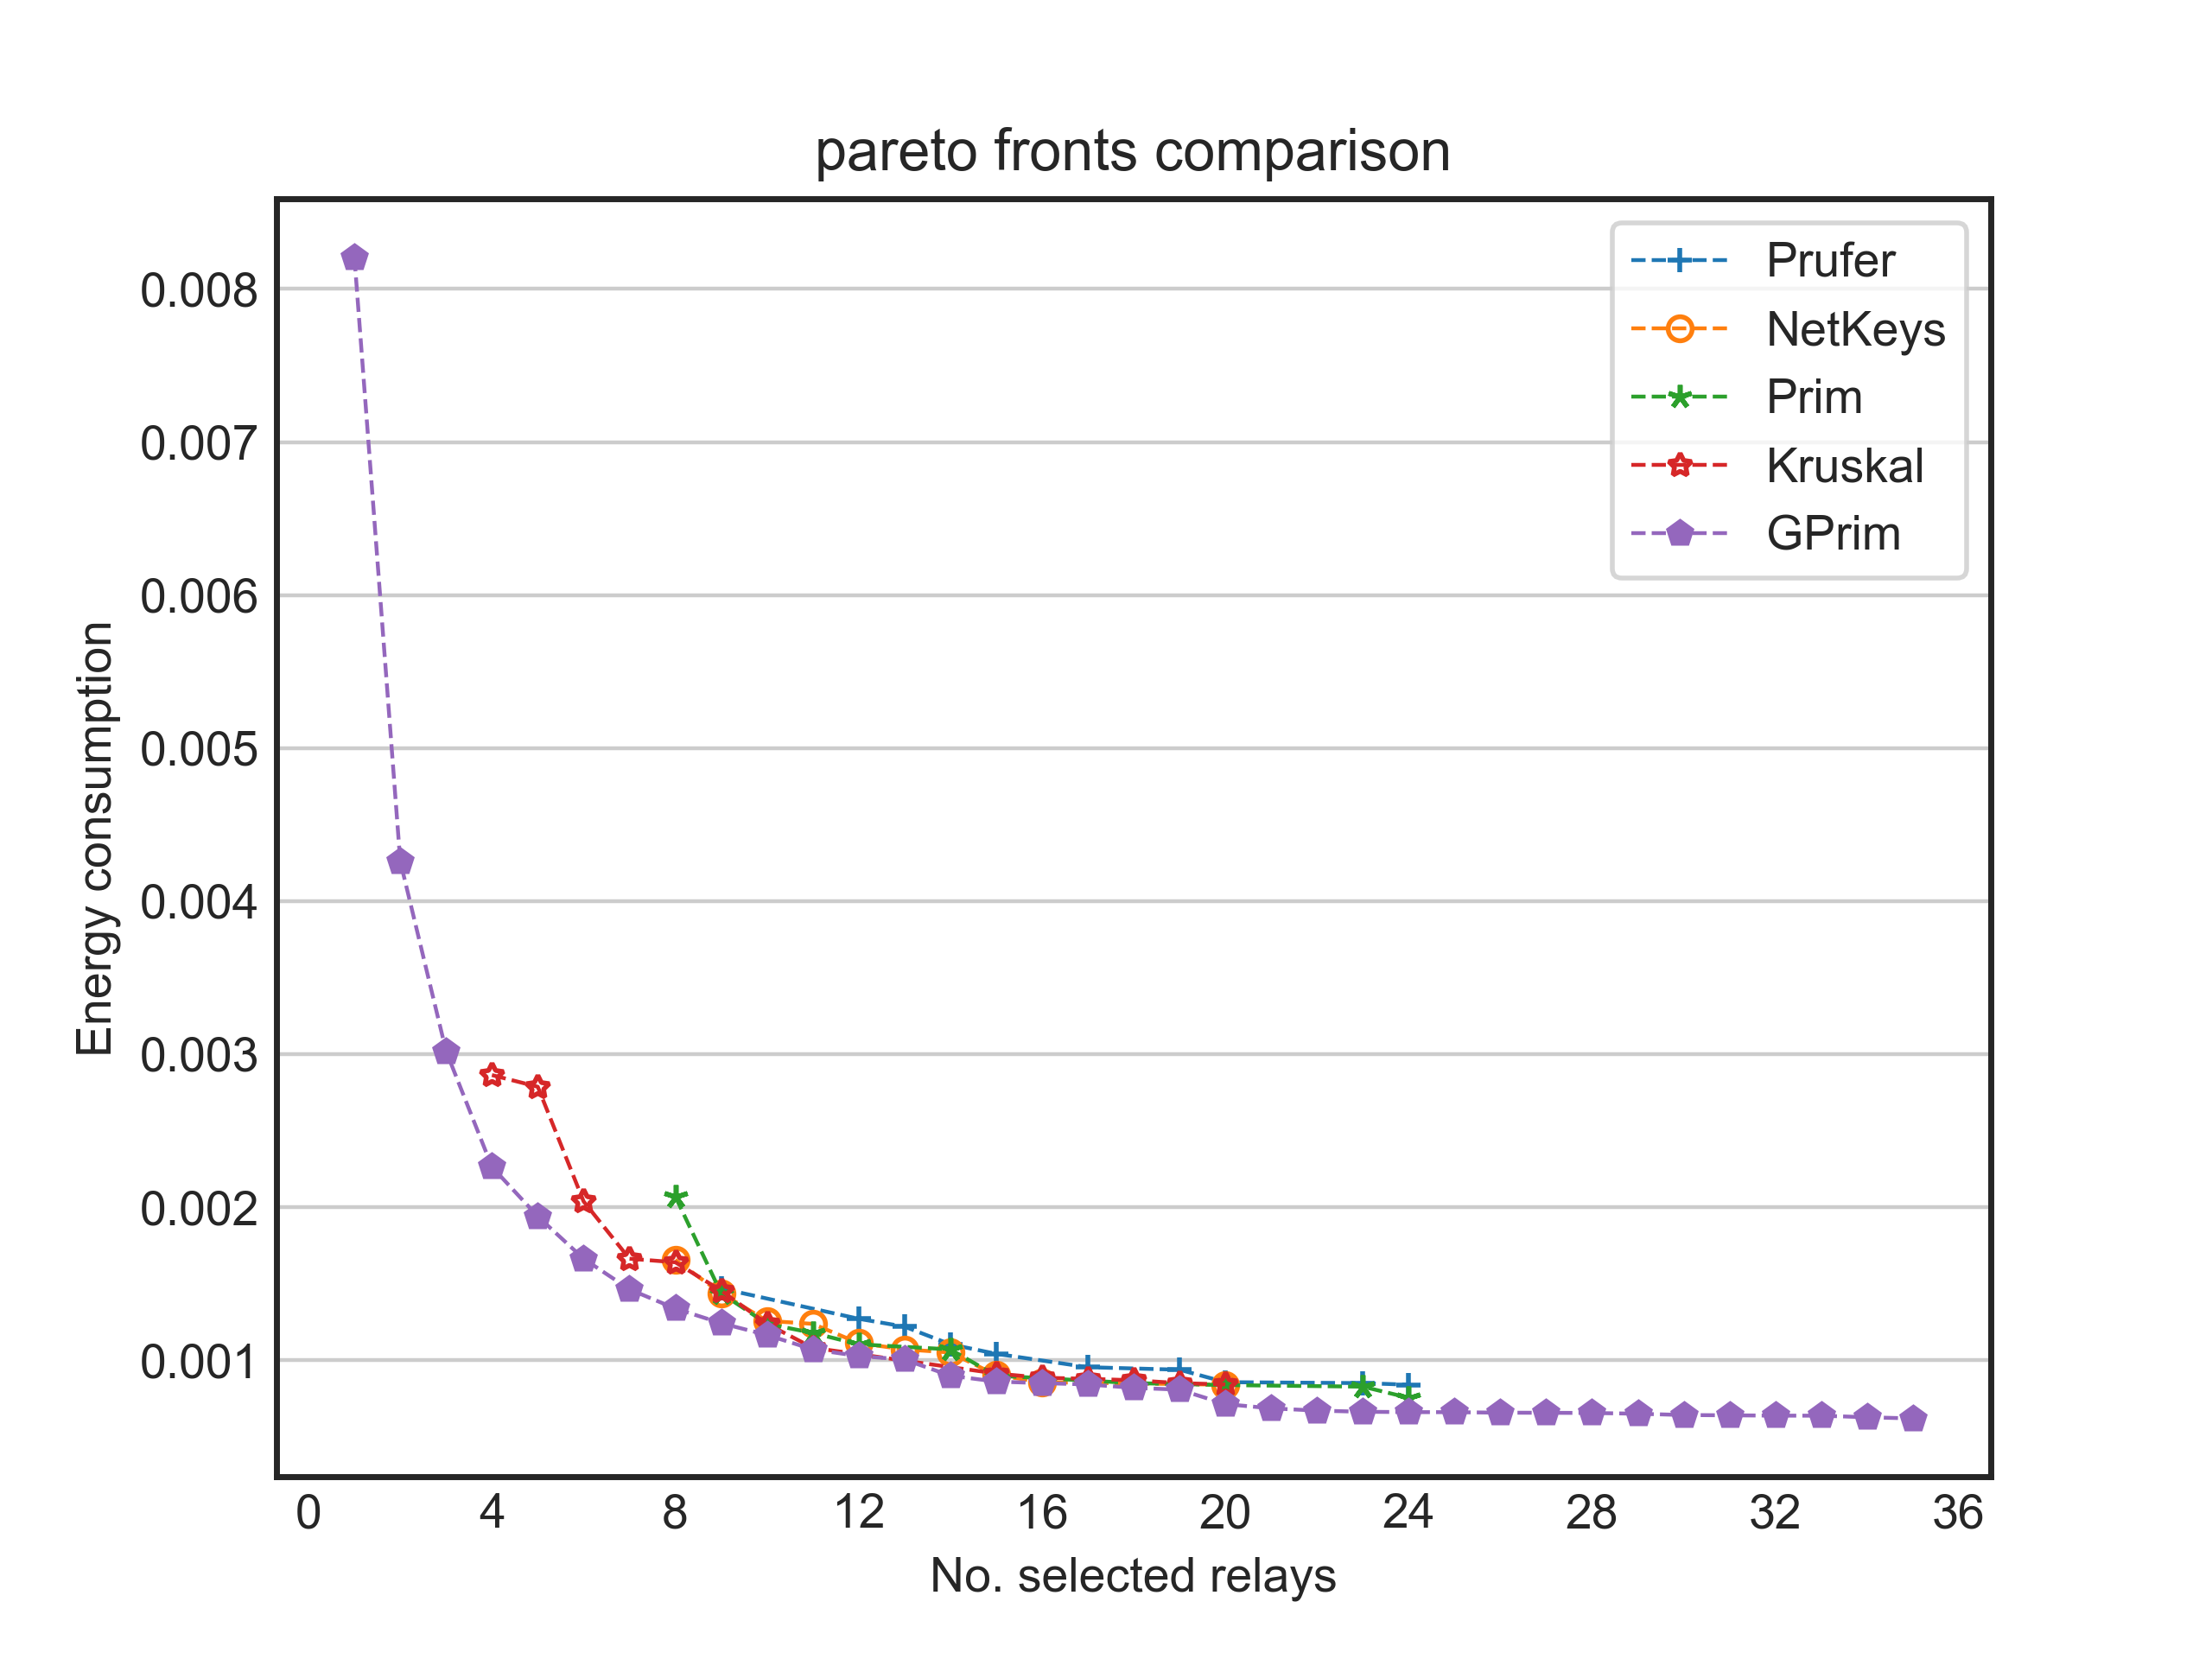 pareto fronts comparison
Prufer
NetKeys
Prim
Kruskal
GPrim
Energy consumption
0.008
0.007
0.006
0.005
0.004
0.003
0.002
0.001
0 4 8 12 16 20 24 28 32 36
No. selected relays